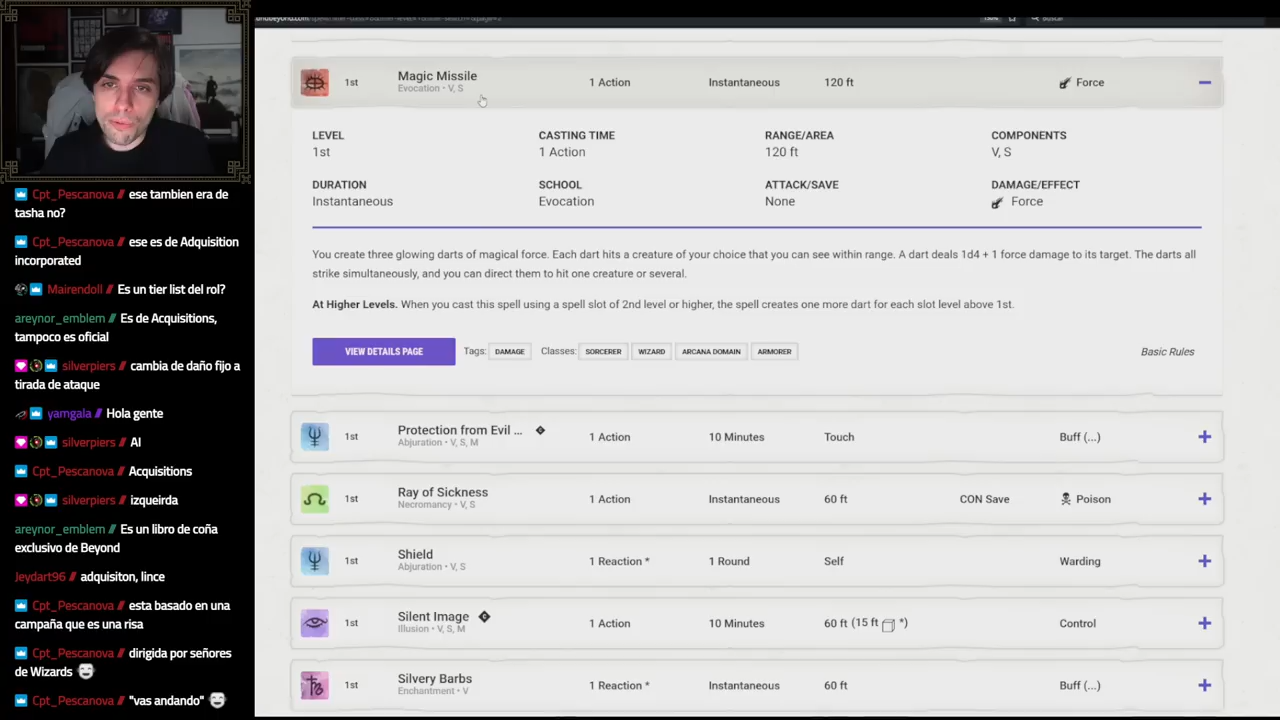 Cpt_Pescanova // ese tambien era de
tasha no?
Cpt_Pescanova // ese es de Adquisition
incorporated
Mairendoll // Es un tier list del rol?
areynor_emblem // Es de Acquisitions,
tampoco es oficial
silverpiers // cambia de daño fijo a
tirada de ataque
yarngala // Hola gente
silverpiers // Al
Cpt_Pescanova // Acquisitions
silverpiers // izqueirda
areynor_emblem // Es un libro de coña
exclusivo de Beyond
Jeydart96 // adquisiton, lince
Cpt_Pescanova // esta basado en una
campaña que es una risa
Cpt_Pescanova // dirigida por señores
de Wizards
Cpt_Pescanova // "vas andando"
1st Magic Missile 1 Action Instantaneous 120 ft Force
Evocation • V, S
LEVEL CASTING TIME RANGE/AREA COMPONENTS
1st 1 Action 120 ft V, S
DURATION SCHOOL ATTACK/SAVE DAMAGE/EFFECT
Instantaneous Evocation None Force
You create three glowing darts of magical force. Each dart hits a creature of your choice that you can see within range. A dart deals 1d4 + 1 force damage to its target. The darts all
strike simultaneously, and you can direct them to hit one creature or several.
At Higher Levels. When you cast this spell using a spell slot of 2nd level or higher, the spell creates one more dart for each slot level above 1st.
VIEW DETAILS PAGE Tags: DAMAGE Classes: SORCERER WIZARD ARCANA DOMAIN ARMORER Basic Rules
1st Protection from Evil ... 1 Action 10 Minutes Touch Buff (...)
Abjuration • V, S, M
1st Ray of Sickness 1 Action Instantaneous 60 ft CON Save Poison
Necromancy • V, S
1st Shield 1 Reaction * 1 Round Self Warding
Abjuration • V, S
1st Silent Image 1 Action 10 Minutes 60 ft (15 ft *) Control
Illusion • V, S, M
1st Silvery Barbs 1 Reaction * Instantaneous 60 ft Buff (...)
Enchantment • V